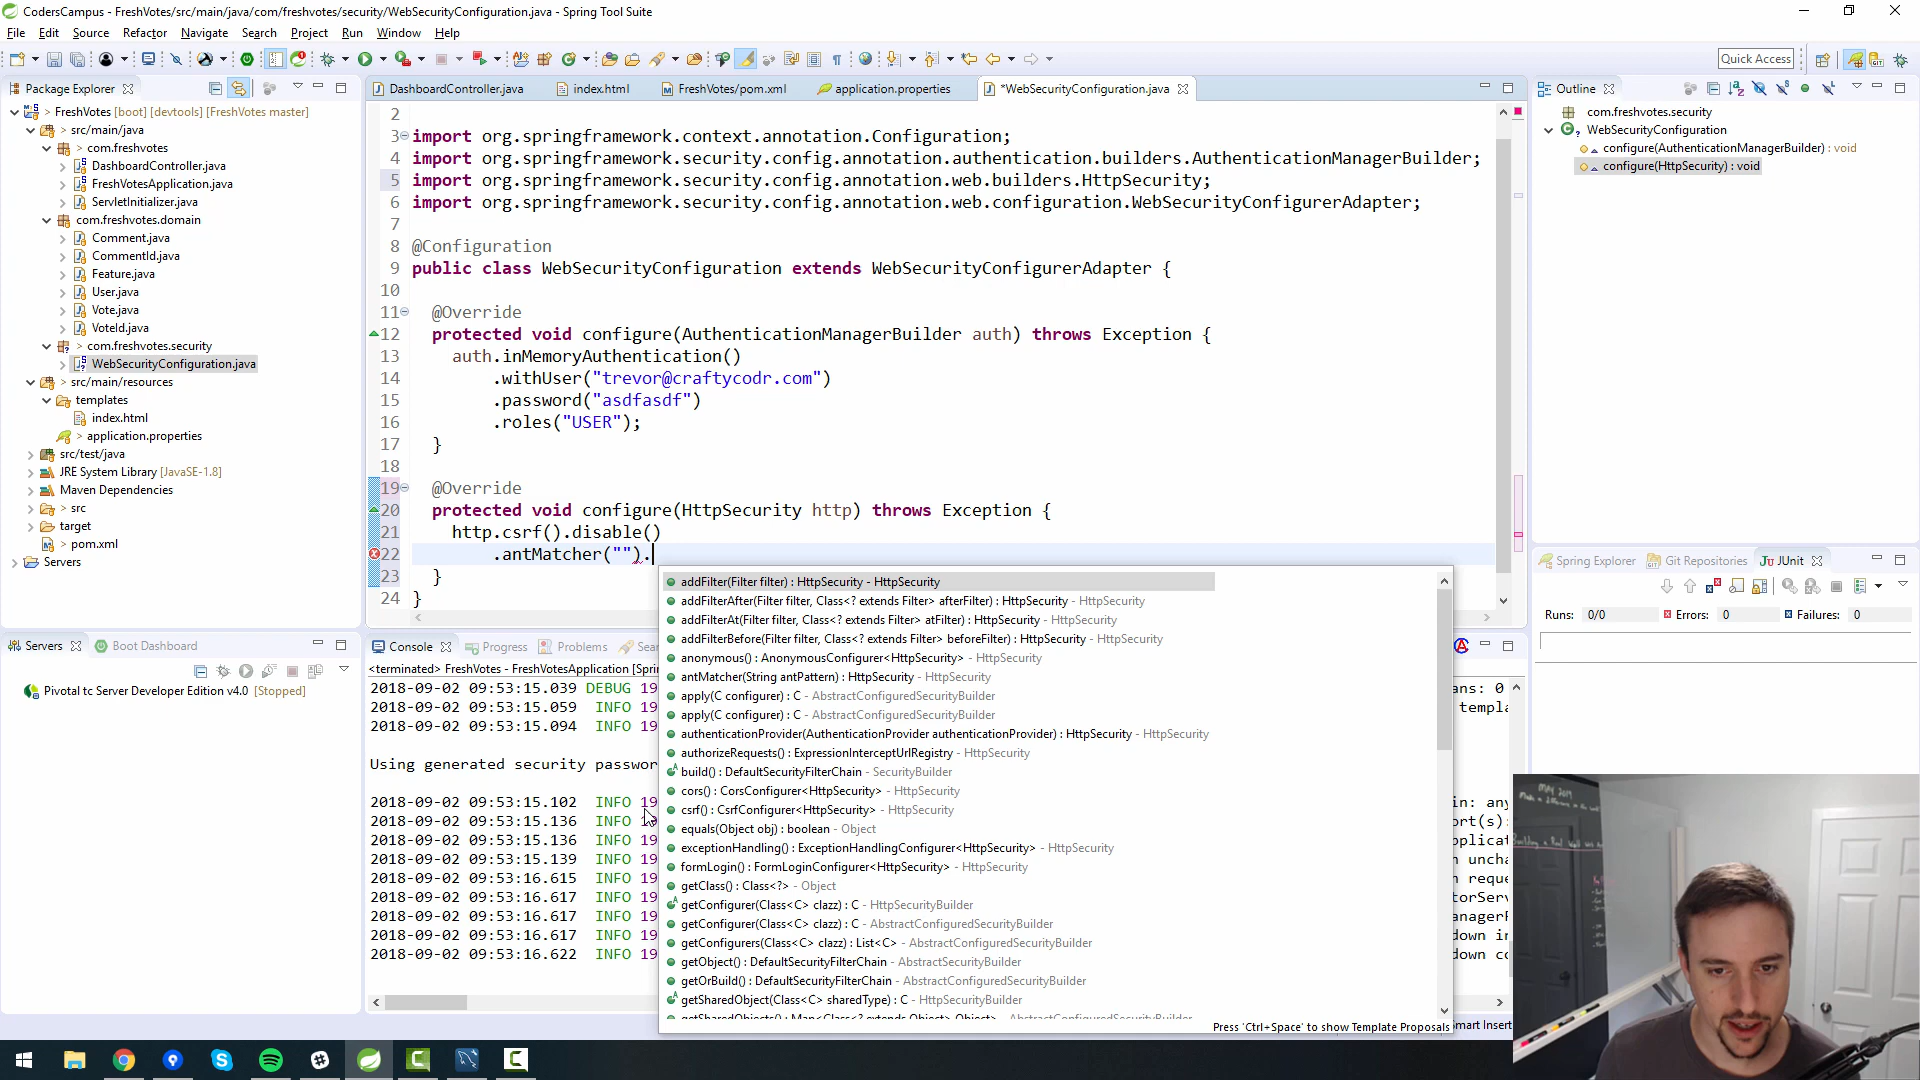 CodersCampus - FreshVotes/src/main/java/com/freshvotes/security/WebSecurityConfiguration.java - Spring Tool Suite
File Edit Source Refactor Navigate Search Project Run Window Help
Quick Access
Package Explorer
FreshVotes [boot] [devtools] [FreshVotes master]
src/main/java
com.freshvotes
DashboardController.java
FreshVotesApplication.java
ServletInitializer.java
com.freshvotes.domain
Comment.java
CommentId.java
Feature.java
User.java
Vote.java
VoteId.java
com.freshvotes.security
WebSecurityConfiguration.java
src/main/resources
templates
index.html
application.properties
src/test/java
JRE System Library [JavaSE-1.8]
Maven Dependencies
src
target
pom.xml
Servers
DashboardController.java index.html FreshVotes/pom.xml application.properties *WebSecurityConfiguration.java
2
3 import org.springframework.context.annotation.Configuration;
4 import org.springframework.security.config.annotation.authentication.builders.AuthenticationManagerBuilder;
5 import org.springframework.security.config.annotation.web.builders.HttpSecurity;
6 import org.springframework.security.config.annotation.web.configuration.WebSecurityConfigurerAdapter;
7
8 @Configuration
9 public class WebSecurityConfiguration extends WebSecurityConfigurerAdapter {
10
11 @Override
12 protected void configure(AuthenticationManagerBuilder auth) throws Exception {
13 auth.inMemoryAuthentication()
14 .withUser("trevor@craftycodr.com")
15 .password("asdfasdf")
16 .roles("USER");
17 }
18
19 @Override
20 protected void configure(HttpSecurity http) throws Exception {
21 http.csrf().disable()
22 .antMatcher("").
23 }
24 }
addFilter(Filter filter) : HttpSecurity - HttpSecurity
addFilterAfter(Filter filter, Class<? extends Filter> afterFilter) : HttpSecurity - HttpSecurity
addFilterAt(Filter filter, Class<? extends Filter> atFilter) : HttpSecurity - HttpSecurity
addFilterBefore(Filter filter, Class<? extends Filter> beforeFilter) : HttpSecurity - HttpSecurity
anonymous() : AnonymousConfigurer<HttpSecurity> - HttpSecurity
antMatcher(String antPattern) : HttpSecurity - HttpSecurity
apply(C configurer) : C - AbstractConfiguredSecurityBuilder
apply(C configurer) : C - AbstractConfiguredSecurityBuilder
authenticationProvider(AuthenticationProvider authenticationProvider) : HttpSecurity - HttpSecurity
authorizeRequests() : ExpressionInterceptUrlRegistry - HttpSecurity
build() : DefaultSecurityFilterChain - SecurityBuilder
cors() : CorsConfigurer<HttpSecurity> - HttpSecurity
csrf() : CsrfConfigurer<HttpSecurity> - HttpSecurity
equals(Object obj) : boolean - Object
exceptionHandling() : ExceptionHandlingConfigurer<HttpSecurity> - HttpSecurity
formLogin() : FormLoginConfigurer<HttpSecurity> - HttpSecurity
getClass() : Class<?> - Object
getConfigurer(Class<C> clazz) : C - HttpSecurityBuilder
getConfigurer(Class<C> clazz) : C - AbstractConfiguredSecurityBuilder
getConfigurers(Class<C> clazz) : List<C> - AbstractConfiguredSecurityBuilder
getObject() : DefaultSecurityFilterChain - AbstractSecurityBuilder
getOrBuild() : DefaultSecurityFilterChain - AbstractConfiguredSecurityBuilder
getSharedObject(Class<C> sharedType) : C - HttpSecurityBuilder
getSharedObjects() : Map<Class<? extends Object>,Object> - AbstractConfiguredSecurityBuilder
Press 'Ctrl+Space' to show Template Proposals
Outline
com.freshvotes.security
WebSecurityConfiguration
configure(AuthenticationManagerBuilder) : void
configure(HttpSecurity) : void
Spring Explorer Git Repositories JUnit
Runs: 0/0 Errors: 0 Failures: 0
Servers Boot Dashboard
Pivotal tc Server Developer Edition v4.0 [Stopped]
Console Progress Problems
<terminated> FreshVotes - FreshVotesApplication
2018-09-02 09:53:15.039 DEBUG 19
2018-09-02 09:53:15.059 INFO 19
2018-09-02 09:53:15.094 INFO 19
Using generated security
2018-09-02 09:53:15.102 INFO 19
2018-09-02 09:53:15.136 INFO 19
2018-09-02 09:53:15.136 INFO 19
2018-09-02 09:53:15.139 INFO 19
2018-09-02 09:53:16.615 INFO 19
2018-09-02 09:53:16.617 INFO 19
2018-09-02 09:53:16.617 INFO 19
2018-09-02 09:53:16.617 INFO 19
2018-09-02 09:53:16.622 INFO 19